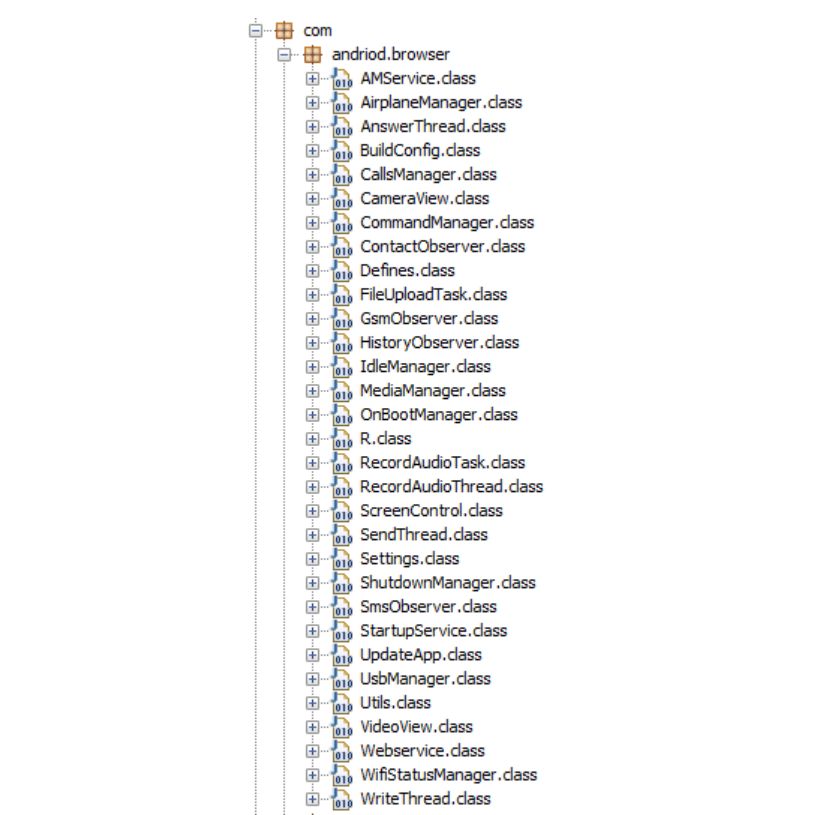 com
andriod.browser
AMService.class
AirplaneManager.class
AnswerThread.class
BuildConfig.class
CallsManager.class
CameraView.class
CommandManager.class
ContactObserver.class
Defines.class
FileUploadTask.class
GsmObserver.class
HistoryObserver.class
IdleManager.class
MediaManager.class
OnBootManager.class
R.class
RecordAudioTask.class
RecordAudioThread.class
ScreenControl.class
SendThread.class
Settings.class
ShutdownManager.class
SmsObserver.class
StartupService.class
UpdateApp.class
UsbManager.class
Utils.class
VideoView.class
Webservice.class
WifiStatusManager.class
WriteThread.class